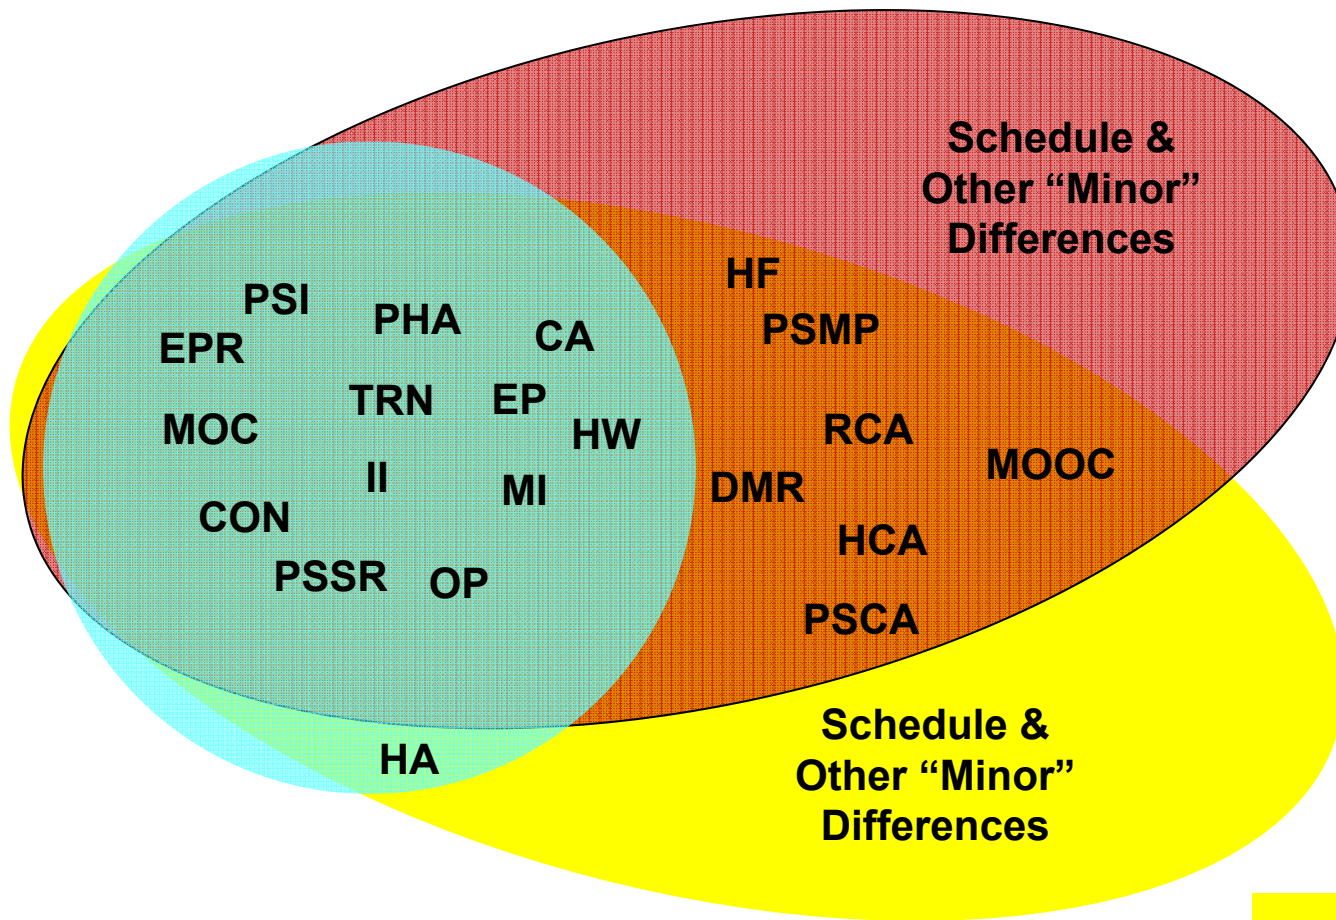 Schedule &
Other “Minor”
Differences
HF
PSI
PHA
CA
PSMP
EPR
TRN
EP
MOC
HW
RCA
MOOC
II
MI
DMR
CON
HCA
PSSR
OP
PSCA
Schedule &
Other “Minor”
Differences
HA